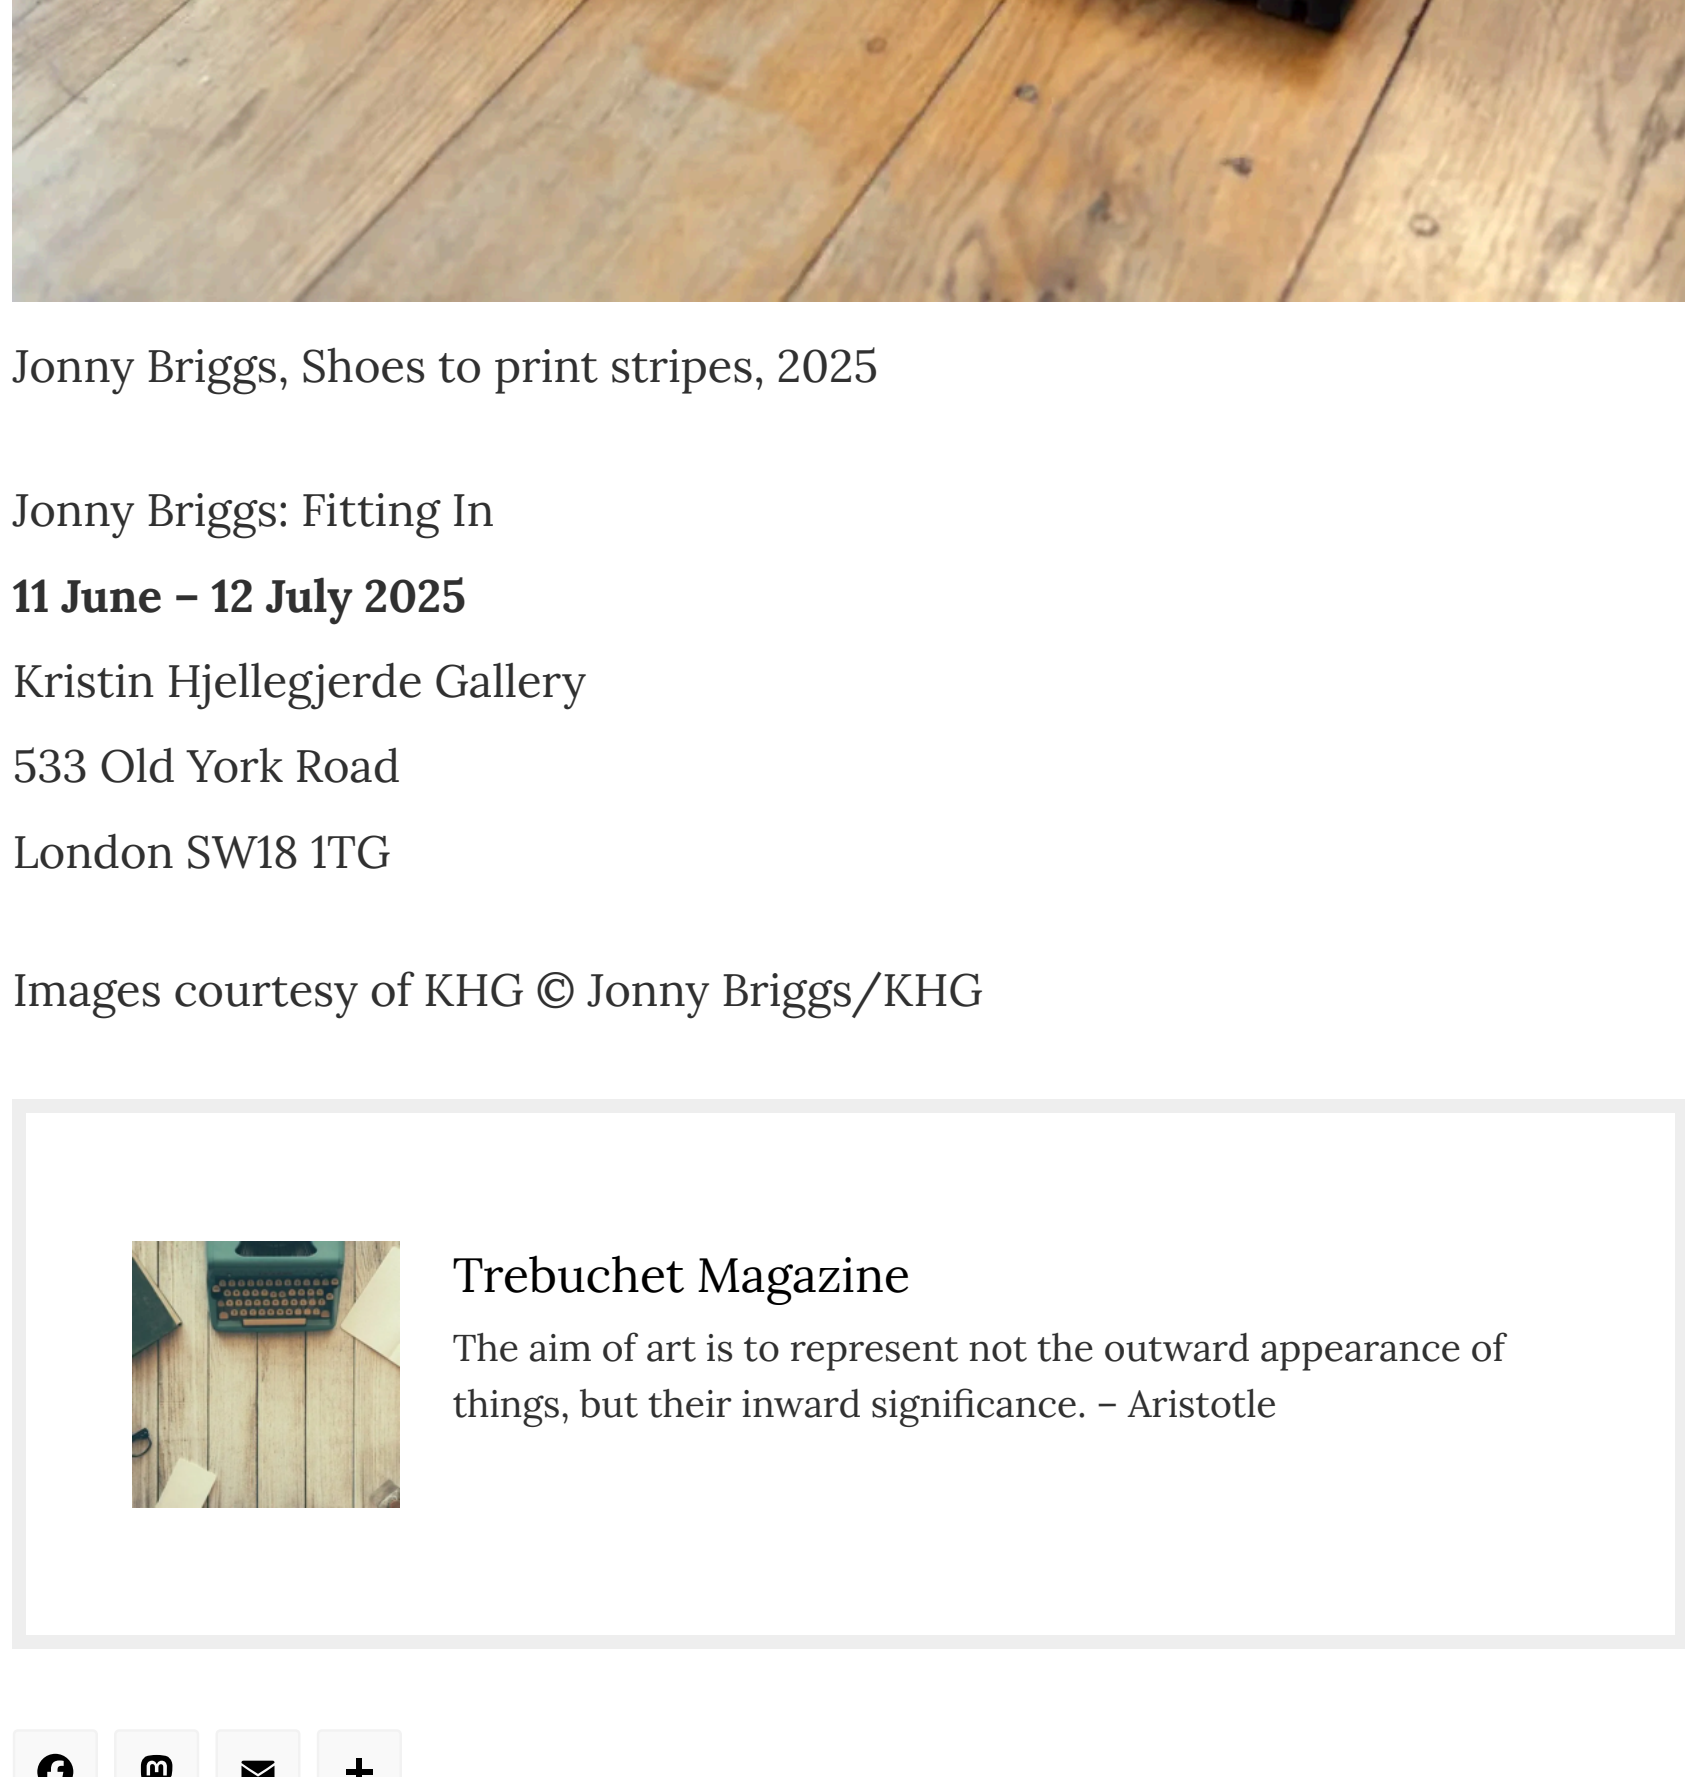 Jonny Briggs, Shoes to print stripes, 2025
Jonny Briggs: Fitting In
11 June – 12 July 2025
Kristin Hjellegjerde Gallery
533 Old York Road
London SW18 1TG
Images courtesy of KHG © Jonny Briggs/KHG
Trebuchet Magazine
The aim of art is to represent not the outward appearance of
things, but their inward significance. – Aristotle